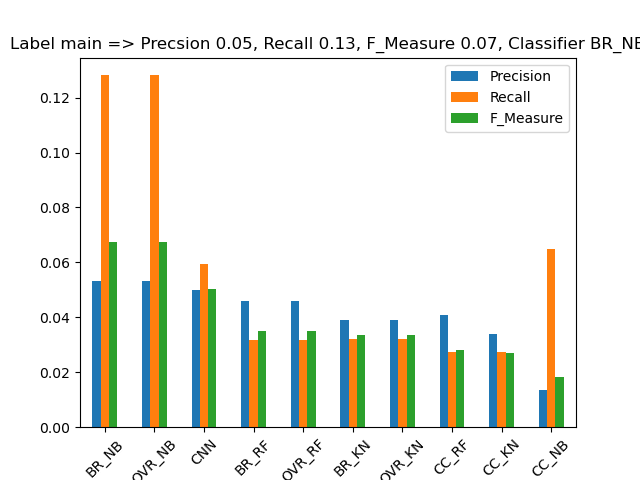 Label main => Precsion 0.05, Recall 0.13, F_Measure 0.07, Classifier BR_NB
Precision
Recall
F_Measure
0.12
0.10
0.08
0.06
0.04
0.02
0.00
BR_NB OVR_NB CNN BR_RF OVR_RF BR_KN OVR_KN CC_RF CC_KN CC_NB